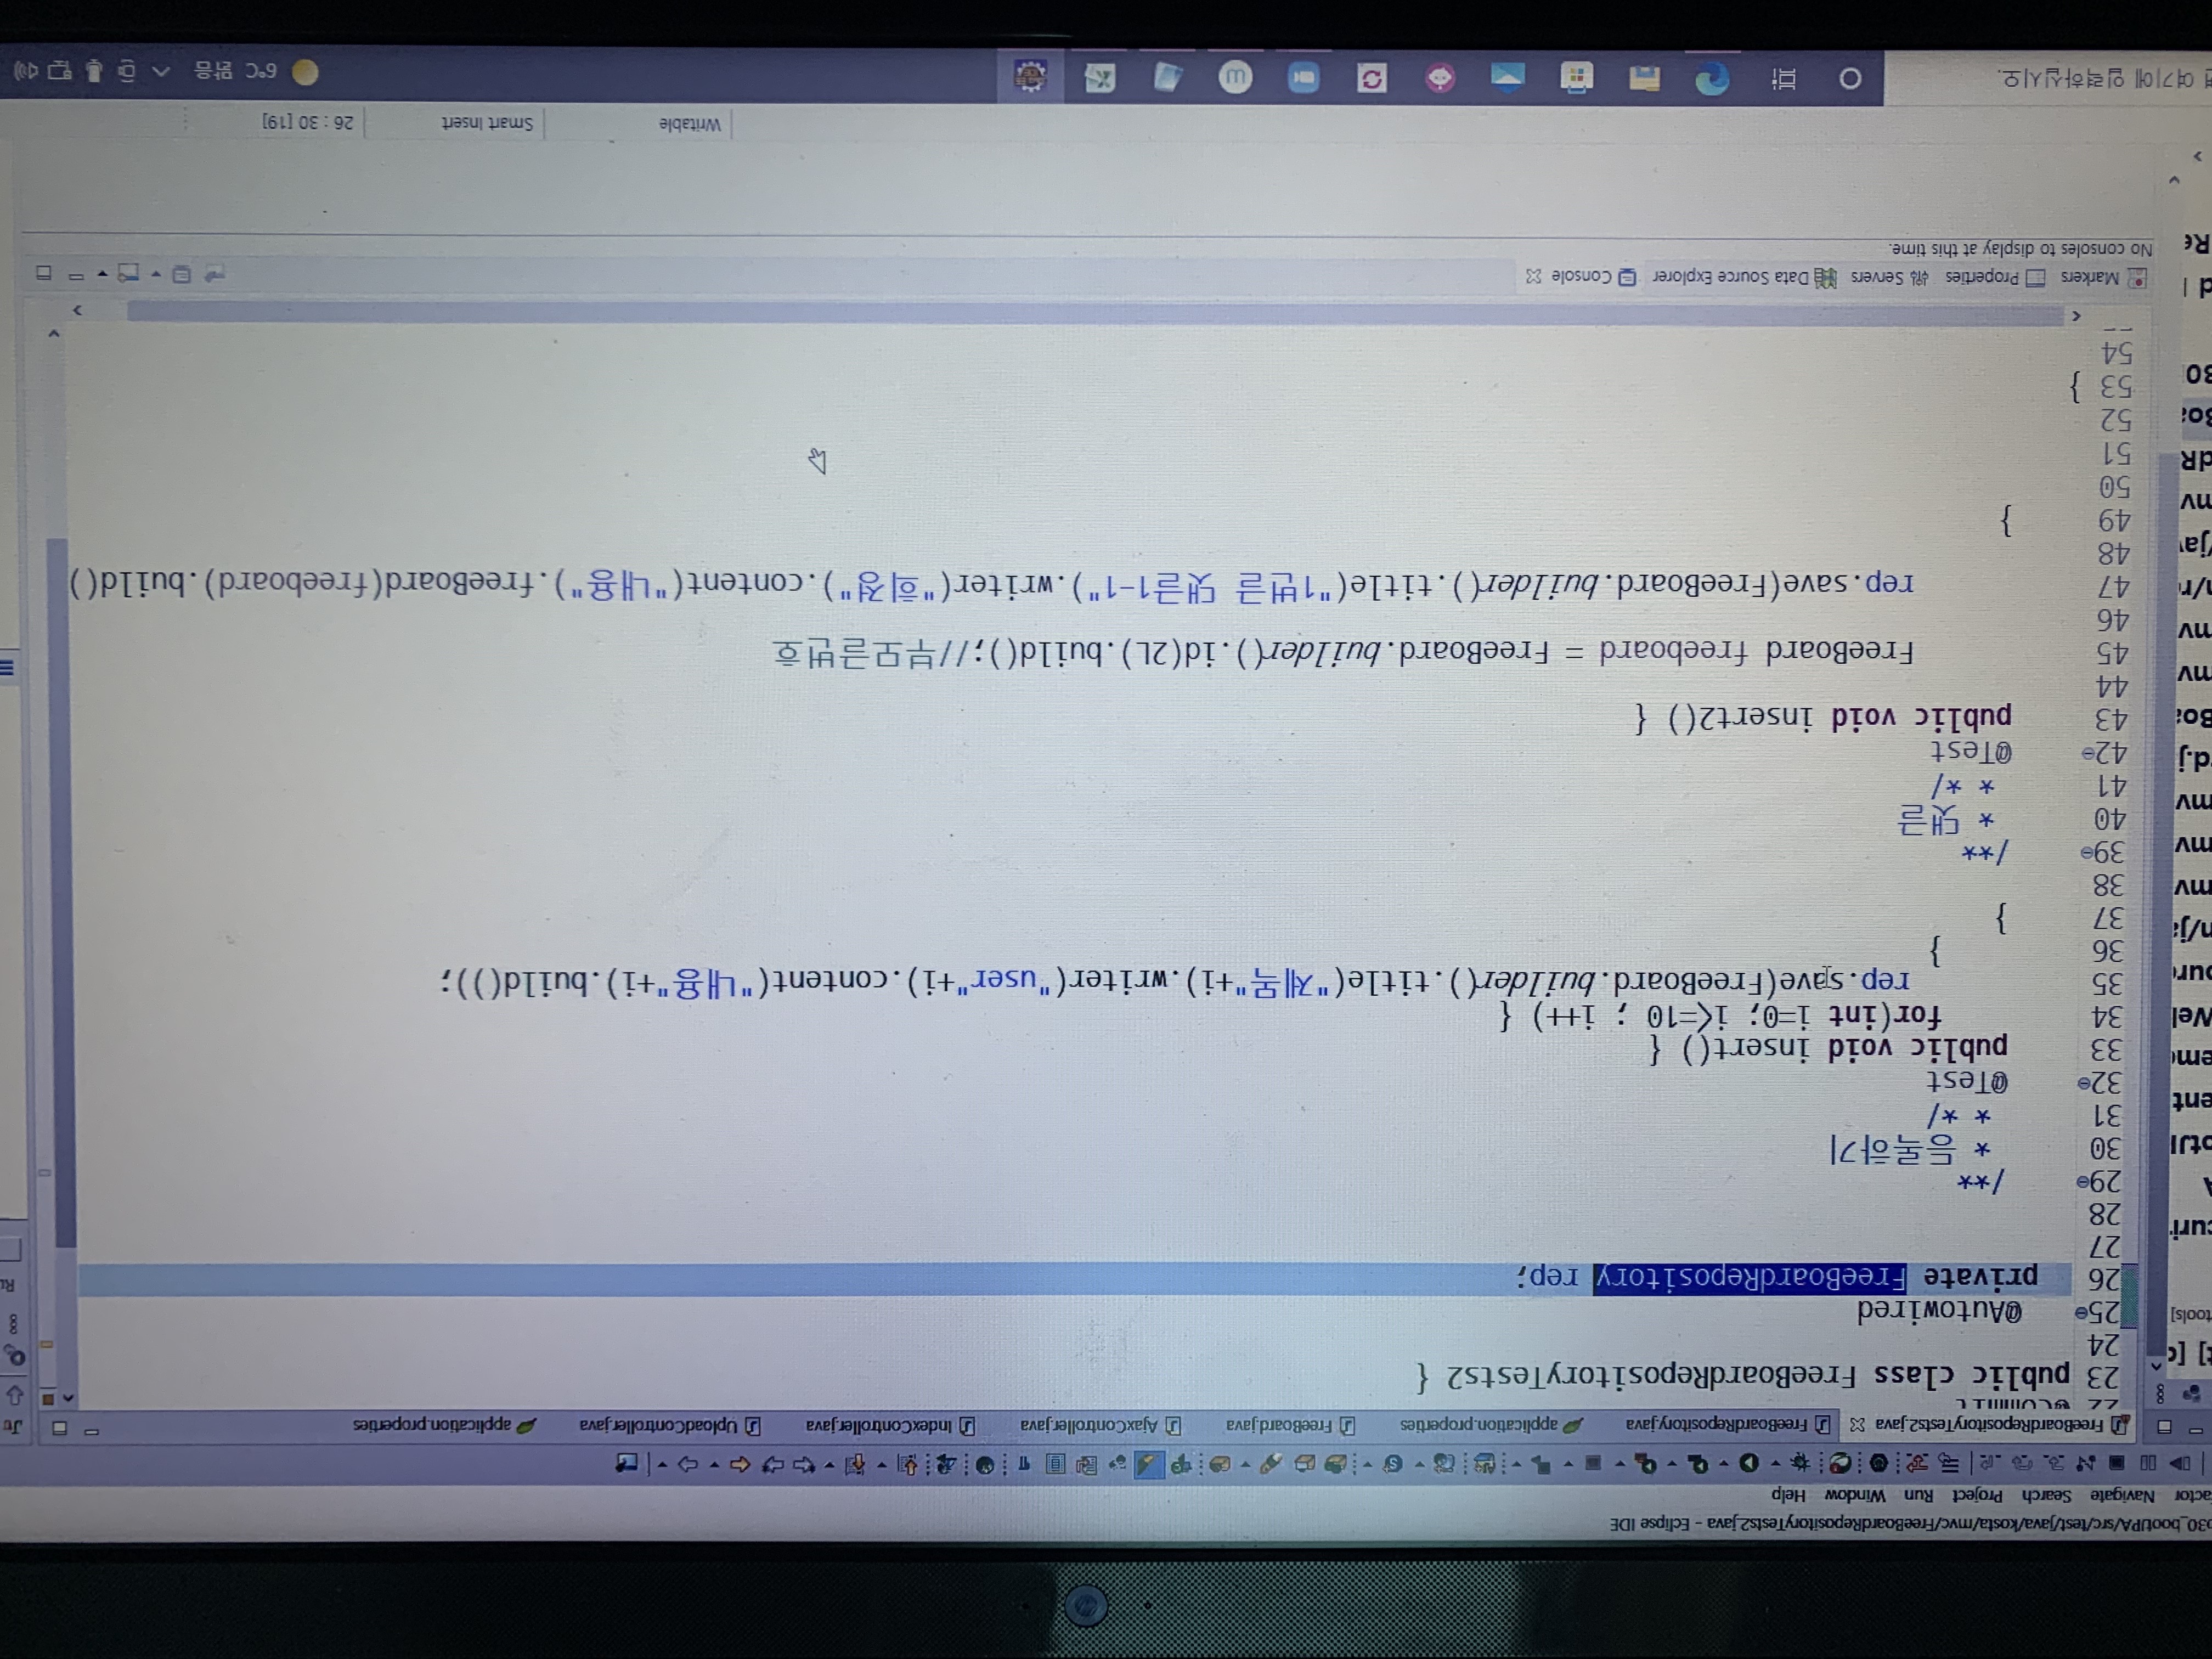 o30_bootJPA/src/test/java/kosta/mvc/FreeBoardRepositoryTests2.java - Eclipse IDE
actor Navigate Search Project Run Window Help
FreeBoardRepositoryTests2.java FreeBoardRepository.java application.properties FreeBoard.java AjaxController.java IndexController.java UploadController.java application.properties
22 @Commit
23 public class FreeBoardRepositoryTests2 {
24
25 @Autowired
26 private FreeBoardRepository rep;
27
28
29 /**
30 * 등록하기
31 * */
32 @Test
33 public void insert() {
34 for(int i=0; i<=10 ; i++) {
35 rep.save(FreeBoard.builder().title("제목"+i).writer("user"+i).content("내용"+i).build());
36 }
37 }
38
39 /**
40 * 댓글
41 * */
42 @Test
43 public void insert2() {
44
45 FreeBoard freeboard = FreeBoard.builder().id(2L).build();//부모글번호
46
47 rep.save(FreeBoard.builder().title("1번글 댓글1-1").writer("희정").content("내용").freeBoard(freeboard).build()
48
49 }
50
51
52
53 }
54
Markers Properties Servers Data Source Explorer Console
No consoles to display at this time.
Writable Smart Insert 26 : 30 [19]
여기에 입력하십시오.
6°C 맑음